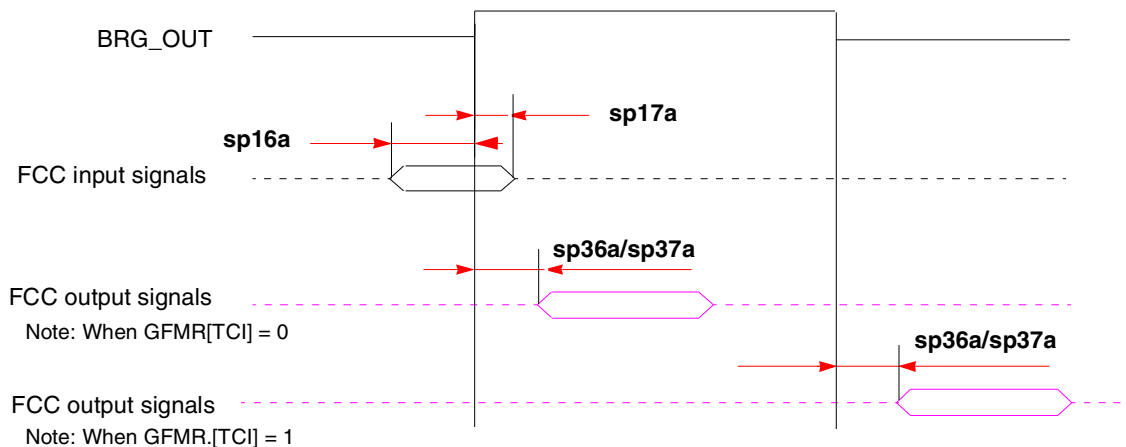 BRG_OUT
sp17a
sp16a
FCC input signals
sp36a/sp37a
FCC output signals
Note: When GFMR[TCI] = 0
sp36a/sp37a
FCC output signals
Note: When GFMR.[TCI] = 1